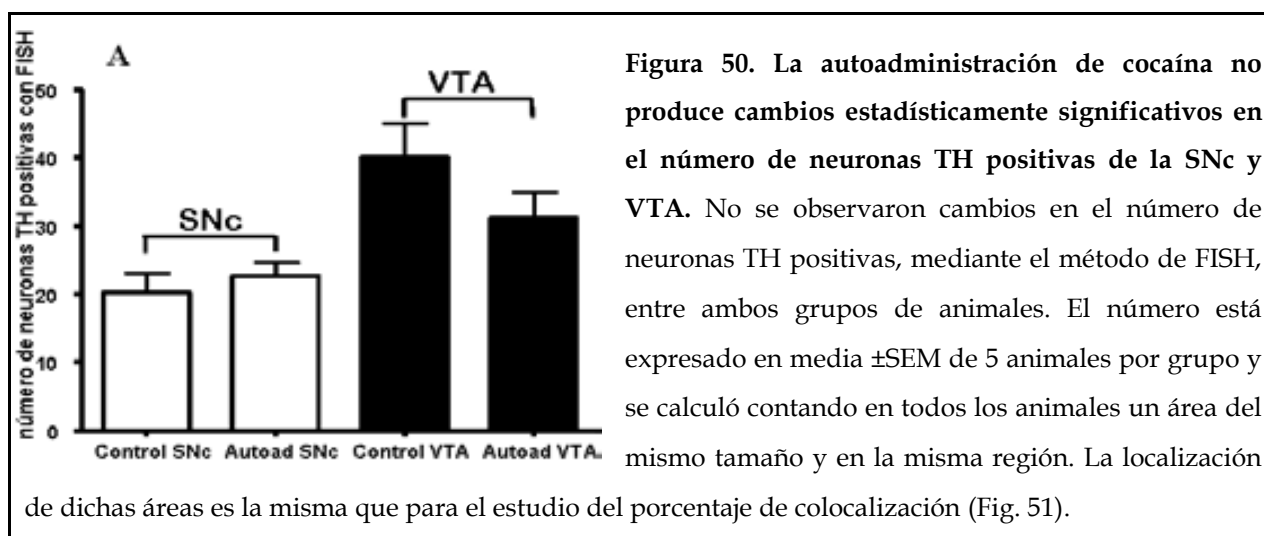 A
número de neuronas TH positivas con FISH
50
40
30
20
10
0
SNc
VTA
Control SNc Autoad SNc Control VTA Autoad VTA.
Figura 50. La autoadministración de cocaína no
produce cambios estadísticamente significativos en
el número de neuronas TH positivas de la SNc y
VTA. No se observaron cambios en el número de
neuronas TH positivas, mediante el método de FISH,
entre ambos grupos de animales. El número está
expresado en media ±SEM de 5 animales por grupo y
se calculó contando en todos los animales un área del
mismo tamaño y en la misma región. La localización
de dichas áreas es la misma que para el estudio del porcentaje de colocalización (Fig. 51).